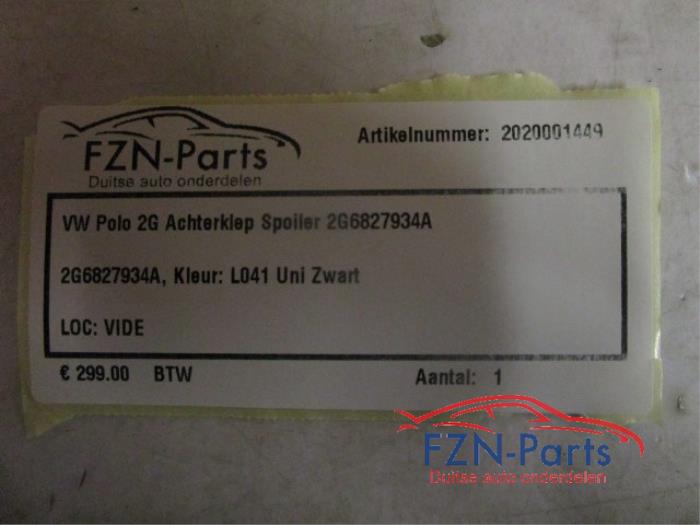 FZN-Parts
Duitse auto onderdelen
Artikelnummer: 2020001449
VW Polo 2G Achterklep Spoiler 2G6827934A
2G6827934A, Kleur: L041 Uni Zwart
LOC: VIDE
€ 299.00 BTW
Aantal: 1
FZN-Parts
Duitse auto onderdelen